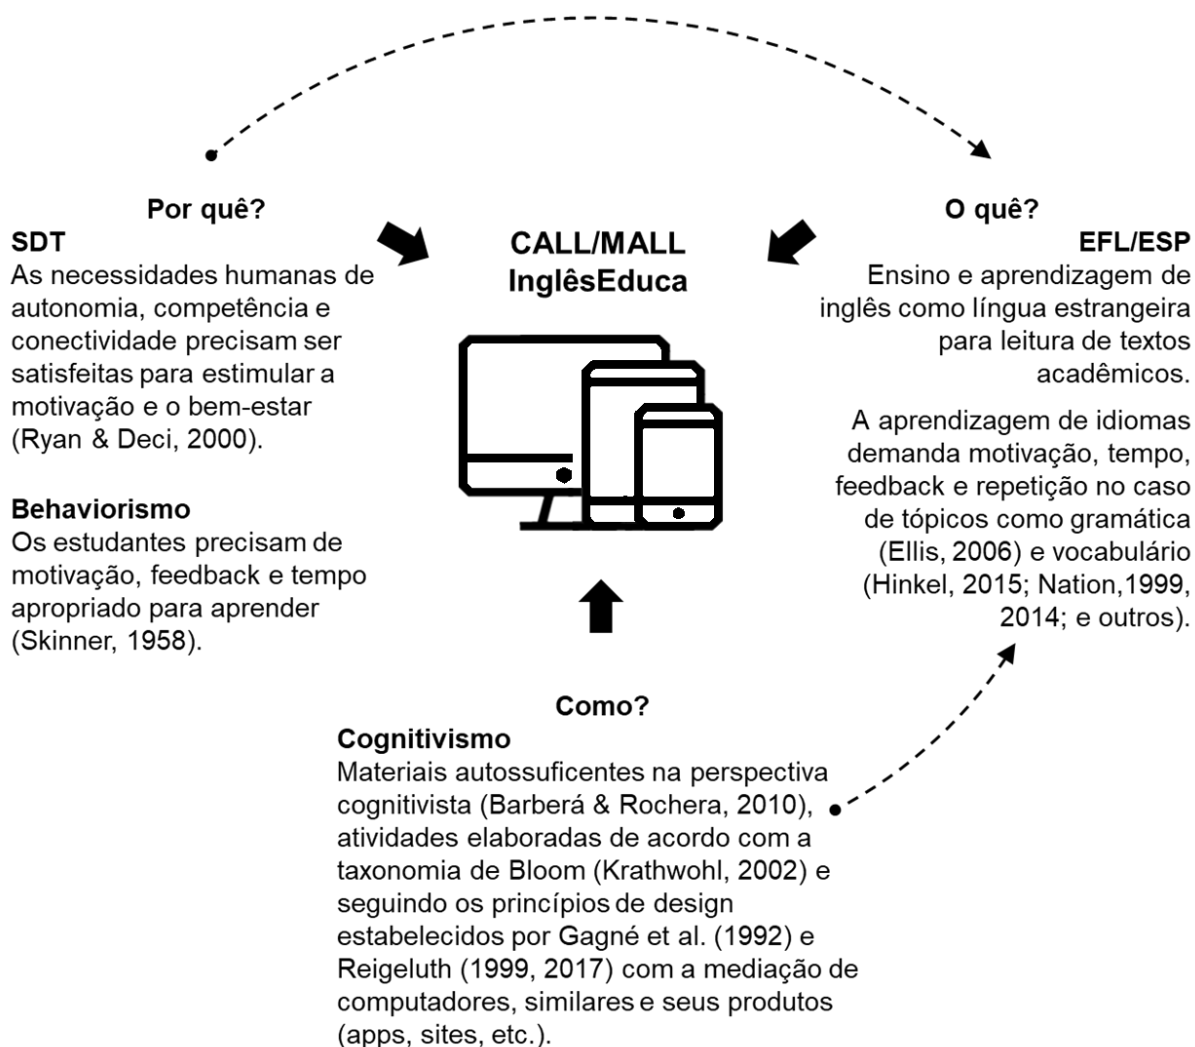 Por quê?
SDT
As necessidades humanas de
autonomia, competência e
conectividade precisam ser
satisfeitas para estimular a
motivação e o bem-estar
(Ryan & Deci, 2000).
Behaviorismo
Os estudantes precisam de
motivação, feedback e tempo
apropriado para aprender
(Skinner, 1958).
CALL/MALL
InglêsEduca
O quê?
EFL/ESP
Ensino e aprendizagem de
inglês como língua estrangeira
para leitura de textos
acadêmicos.
A aprendizagem de idiomas
demanda motivação, tempo,
feedback e repetição no caso
de tópicos como gramática
(Ellis, 2006) e vocabulário
(Hinkel, 2015; Nation,1999,
2014; e outros).
Como?
Cognitivismo
Materiais autossuficentes na perspectiva
cognitivista (Barberá & Rochera, 2010),
atividades elaboradas de acordo com a
taxonomia de Bloom (Krathwohl, 2002) e
seguindo os princípios de design
estabelecidos por Gagné et al. (1992) e
Reigeluth (1999, 2017) com a mediação de
computadores, similares e seus produtos
(apps, sites, etc.).